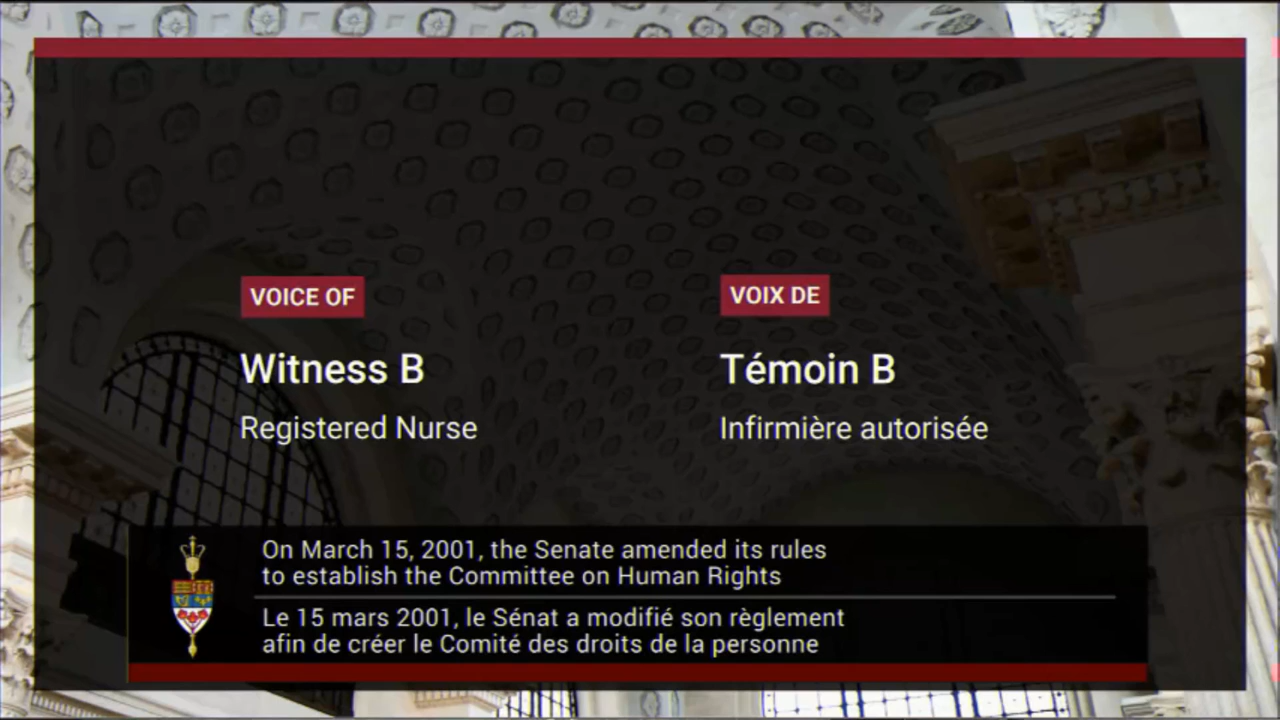 VOICE OF
Witness B
Registered Nurse
VOIX DE
Témoin B
Infirmière autorisée
On March 15, 2001, the Senate amended its rules
to establish the Committee on Human Rights
Le 15 mars 2001, le Sénat a modifié son règlement
afin de créer le Comité des droits de la personne